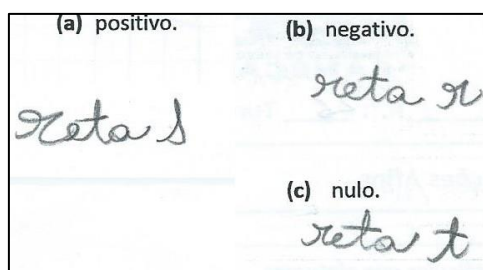 (a) positivo.
reta s
(b) negativo.
reta r
(c) nulo.
reta t